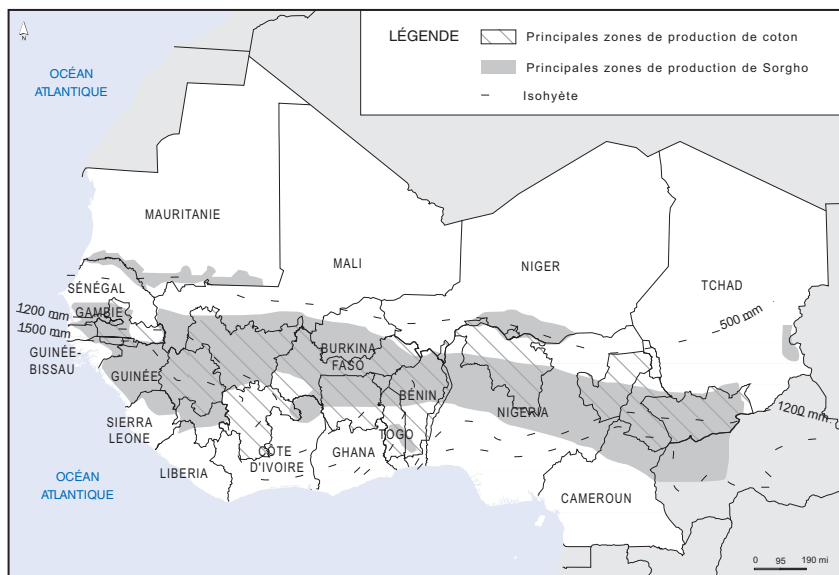 N
OCÉAN
ATLANTIQUE
LÉGENDE
Principales zones de production de coton
Principales zones de production de Sorgho
Isohyète
MAURITANIE
MALI
NIGER
TCHAD
SÉNÉGAL
1200 mm
GAMBIE
500 mm
1500 mm
GUINÉE-
BISSAU
BURKINA
FASO
GUINÉE
BÉNIN
NIGERIA
1200 mm
SIERRA
LEONE
TOGO
CÔTE
D'IVOIRE
GHANA
LIBERIA
OCÉAN
ATLANTIQUE
CAMEROUN
0 95 190 mi